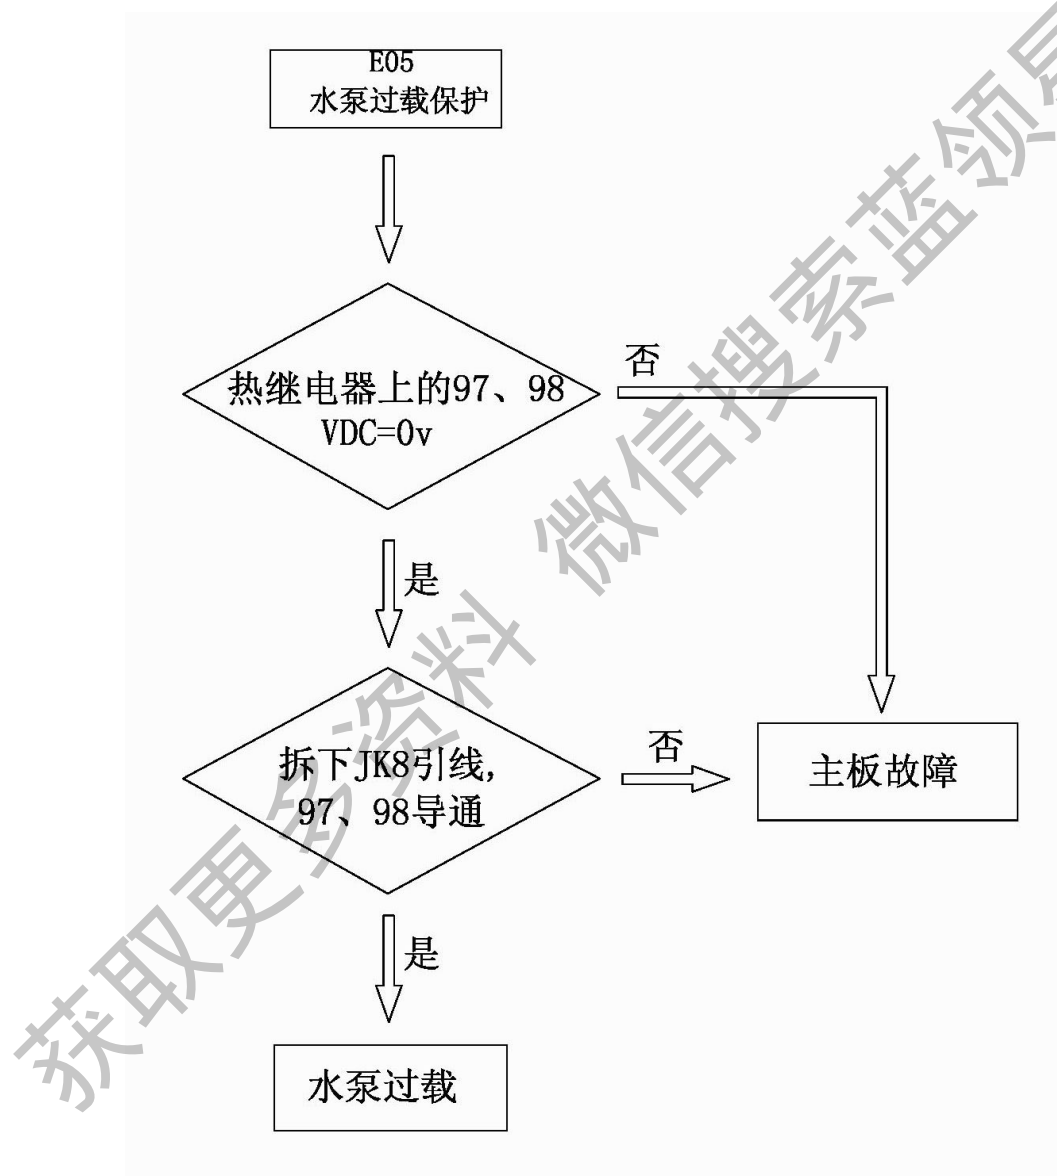 E05
水泵过载保护
热继电器上的97、98
VDC=0v
否
是
拆下JK8引线,
97、98导通
否
主板故障
是
水泵过载
获取更多资料 微信搜索蓝领